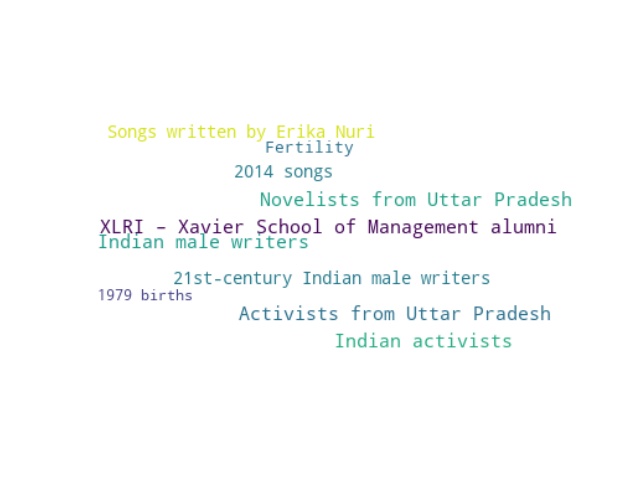 Songs written by Erika Nuri
Fertility
2014 songs
Novelists from Uttar Pradesh
XLRI – Xavier School of Management alumni
Indian male writers
21st-century Indian male writers
1979 births
Activists from Uttar Pradesh
Indian activists